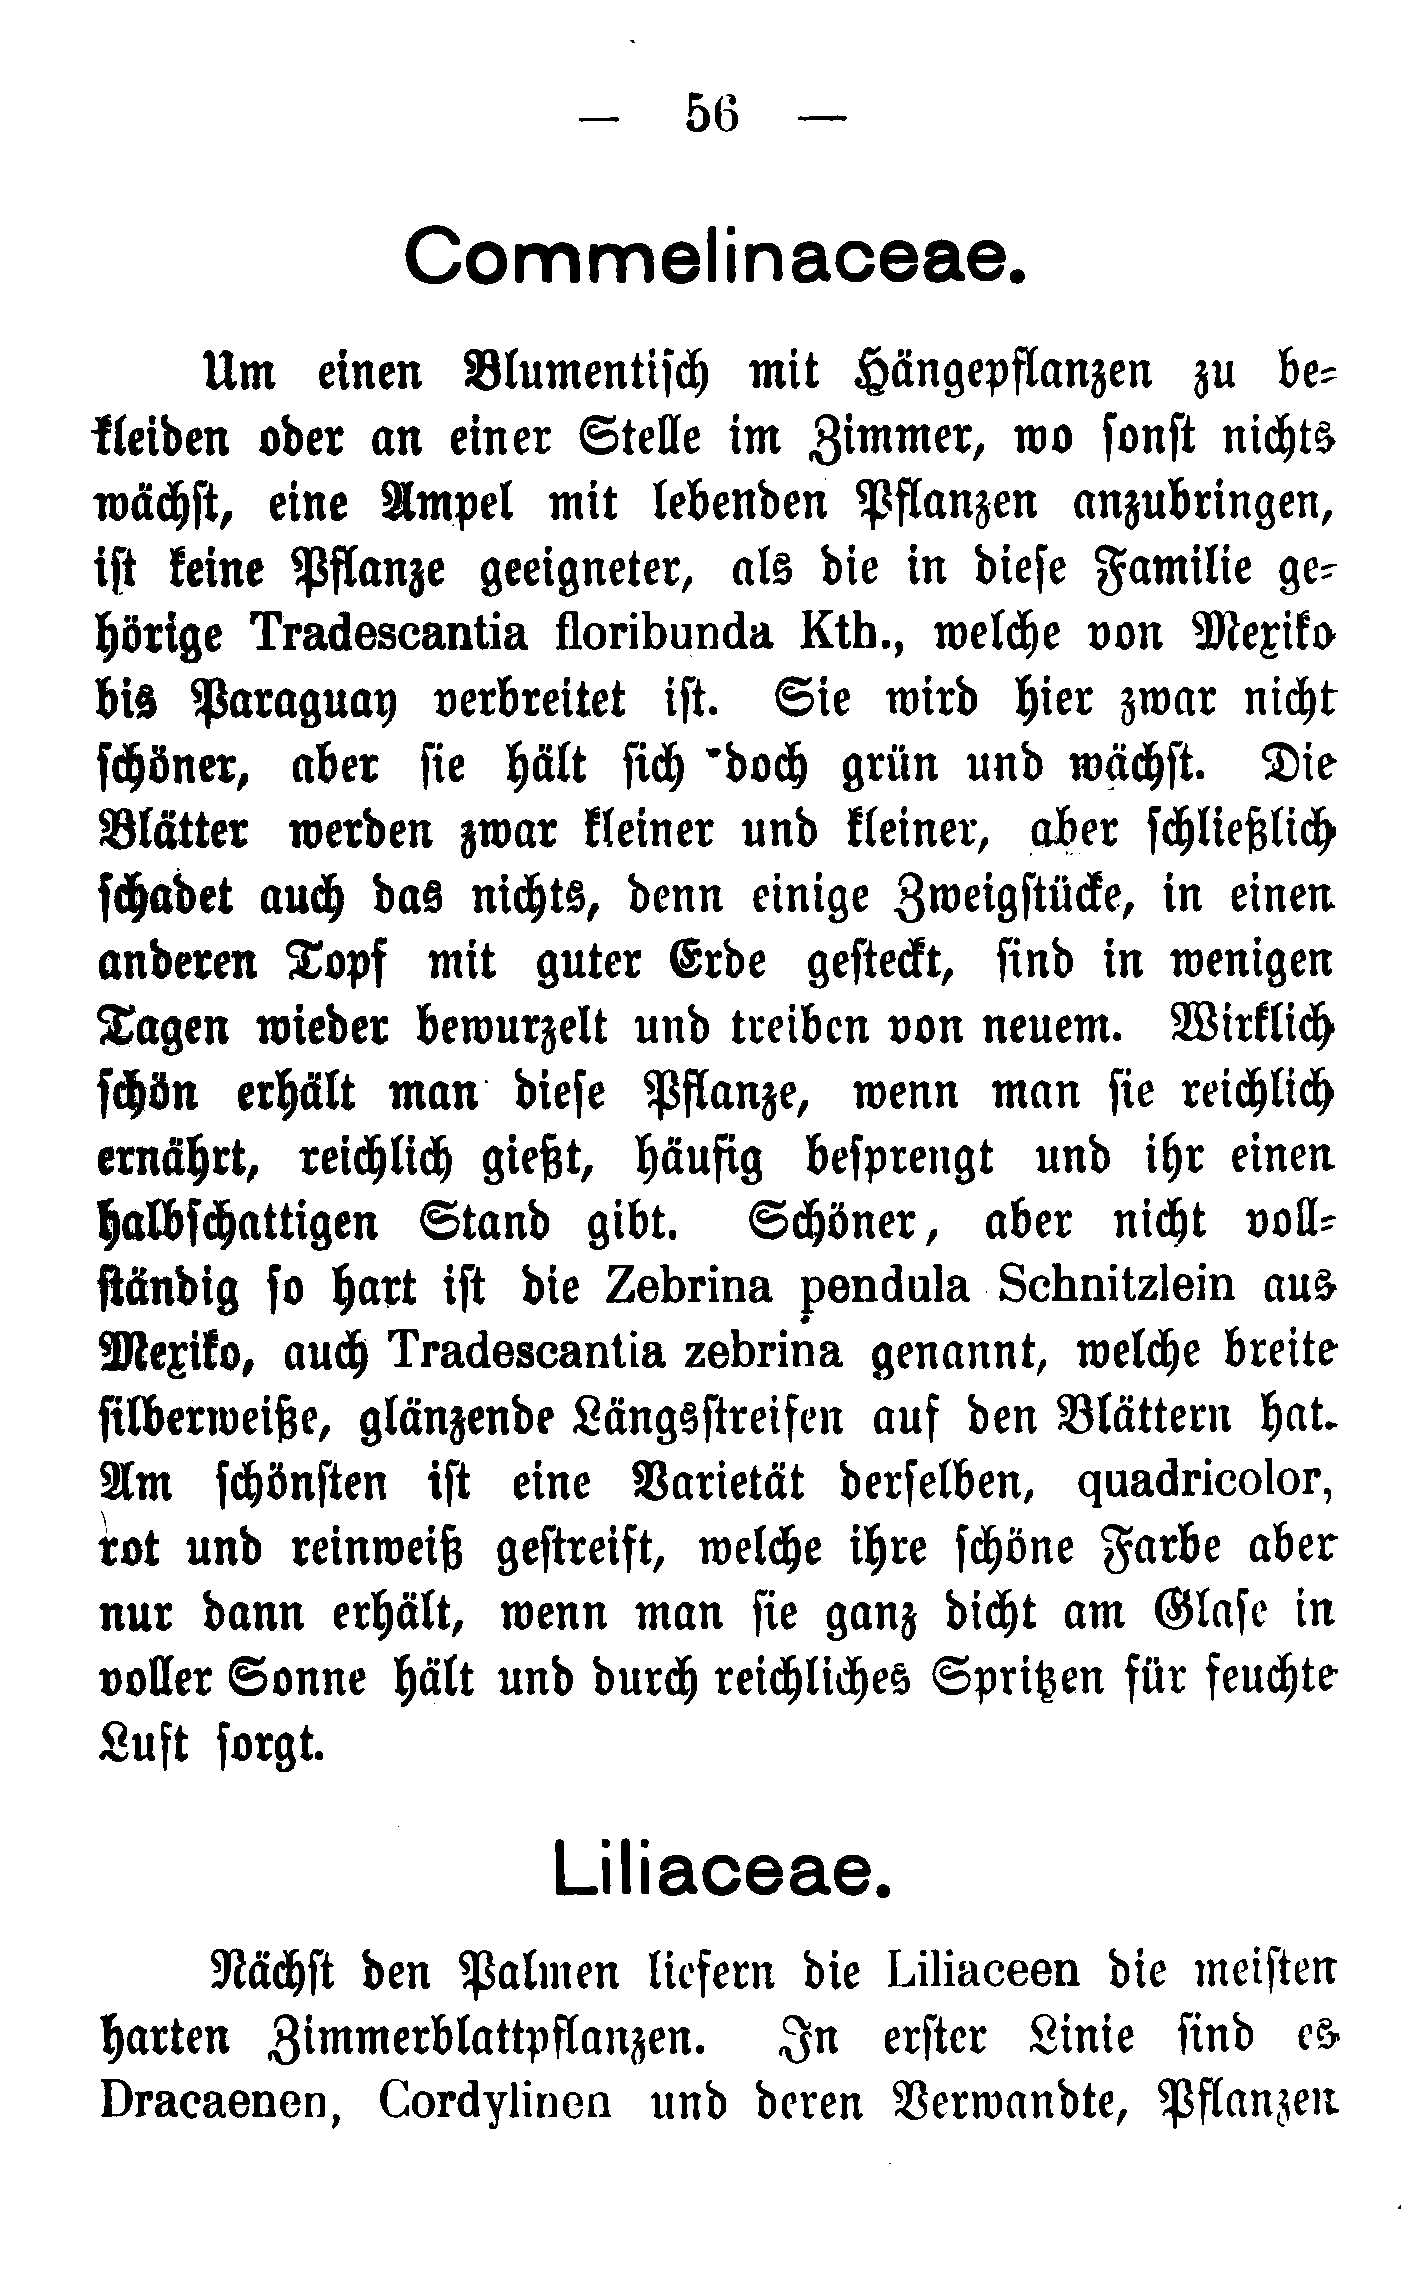 — 56 —
Commelinaceae.
Um einen Blumentiſch mit Hängepflanzen zu be-
kleiden oder an einer Stelle im Zimmer, wo ſonſt nichts
wächſt, eine Ampel mit lebenden Pflanzen anzubringen,
iſt keine Pflanze geeigneter, als die in dieſe Familie ge-
hörige Tradescantia floribunda Kth., welche von Mexiko
bis Paraguay verbreitet iſt. Sie wird hier zwar nicht
ſchöner, aber ſie hält ſich doch grün und wächſt. Die
Blätter werden zwar kleiner und kleiner, aber ſchließlich
ſchadet auch das nichts, denn einige Zweigſtücke, in einen
anderen Topf mit guter Erde geſteckt, ſind in wenigen
Tagen wieder bewurzelt und treiben von neuem. Wirklich
ſchön erhält man dieſe Pflanze, wenn man ſie reichlich
ernährt, reichlich gießt, häufig beſprengt und ihr einen
halbſchattigen Stand gibt. Schöner, aber nicht voll-
ſtändig ſo hart iſt die Zebrina pendula Schnitzlein aus
Mexiko, auch Tradescantia zebrina genannt, welche breite
ſilberweiße, glänzende Längsſtreifen auf den Blättern hat.
Am ſchönſten iſt eine Varietät derſelben, quadricolor,
rot und reinweiß geſtreift, welche ihre ſchöne Farbe aber
nur dann erhält, wenn man ſie ganz dicht am Glaſe in
voller Sonne hält und durch reichliches Spritzen für feuchte
Luft ſorgt.
Liliaceae.
Nächſt den Palmen liefern die Liliaceen die meiſten
harten Zimmerblattpflanzen. In erſter Linie ſind es
Dracaenen, Cordylinen und deren Verwandte, Pflanzen